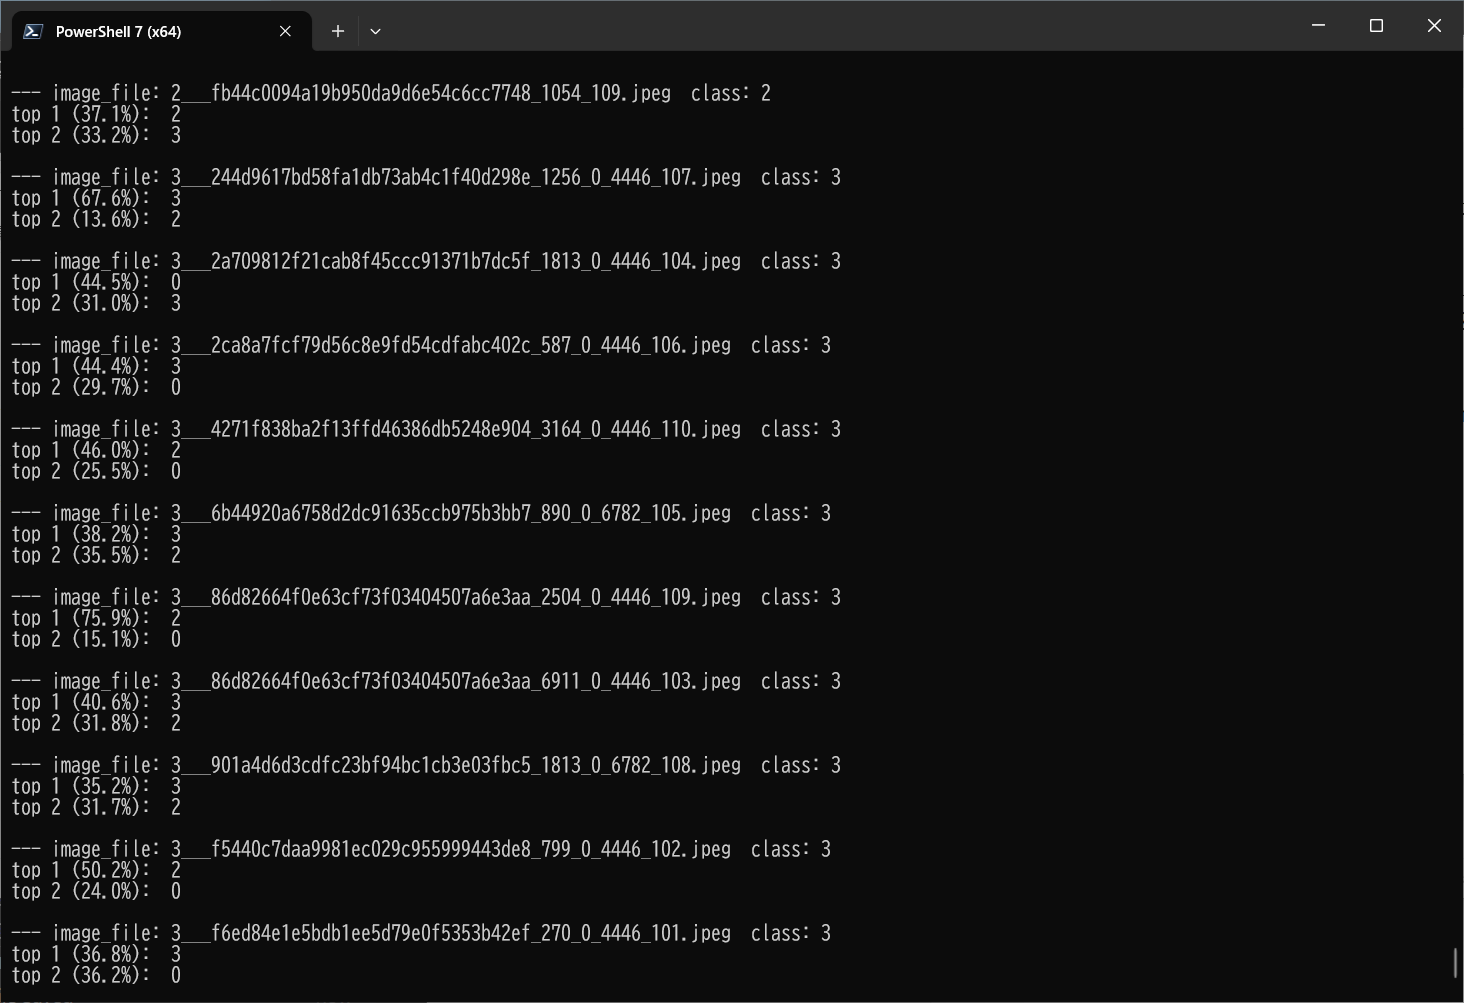 PowerShell 7 (x64)
--- image_file: 2___fb44c0094a19b950da9d6e54c6cc7748_1054_109.jpeg  class: 2
top 1 (37.1%):  2
top 2 (33.2%):  3
--- image_file: 3___244d9617bd58fa1db73ab4c1f40d298e_1256_0_4446_107.jpeg  class: 3
top 1 (67.6%):  3
top 2 (13.6%):  2
--- image_file: 3___2a709812f21cab8f45ccc91371b7dc5f_1813_0_4446_104.jpeg  class: 3
top 1 (44.5%):  0
top 2 (31.0%):  3
--- image_file: 3___2ca8a7fcf79d56c8e9fd54cdfabc402c_587_0_4446_106.jpeg  class: 3
top 1 (44.4%):  3
top 2 (29.7%):  0
--- image_file: 3___4271f838ba2f13ffd46386db5248e904_3164_0_4446_110.jpeg  class: 3
top 1 (46.0%):  2
top 2 (25.5%):  0
--- image_file: 3___6b44920a6758d2dc91635ccb975b3bb7_890_0_6782_105.jpeg  class: 3
top 1 (38.2%):  3
top 2 (35.5%):  2
--- image_file: 3___86d82664f0e63cf73f03404507a6e3aa_2504_0_4446_109.jpeg  class: 3
top 1 (75.9%):  2
top 2 (15.1%):  0
--- image_file: 3___86d82664f0e63cf73f03404507a6e3aa_6911_0_4446_103.jpeg  class: 3
top 1 (40.6%):  3
top 2 (31.8%):  2
--- image_file: 3___901a4d6d3cdfc23bf94bc1cb3e03fbc5_1813_0_6782_108.jpeg  class: 3
top 1 (35.2%):  3
top 2 (31.7%):  2
--- image_file: 3___f5440c7daa9981ec029c955999443de8_799_0_4446_102.jpeg  class: 3
top 1 (50.2%):  2
top 2 (24.0%):  0
--- image_file: 3___f6ed84e1e5bdb1ee5d79e0f5353b42ef_270_0_4446_101.jpeg  class: 3
top 1 (36.8%):  3
top 2 (36.2%):  0